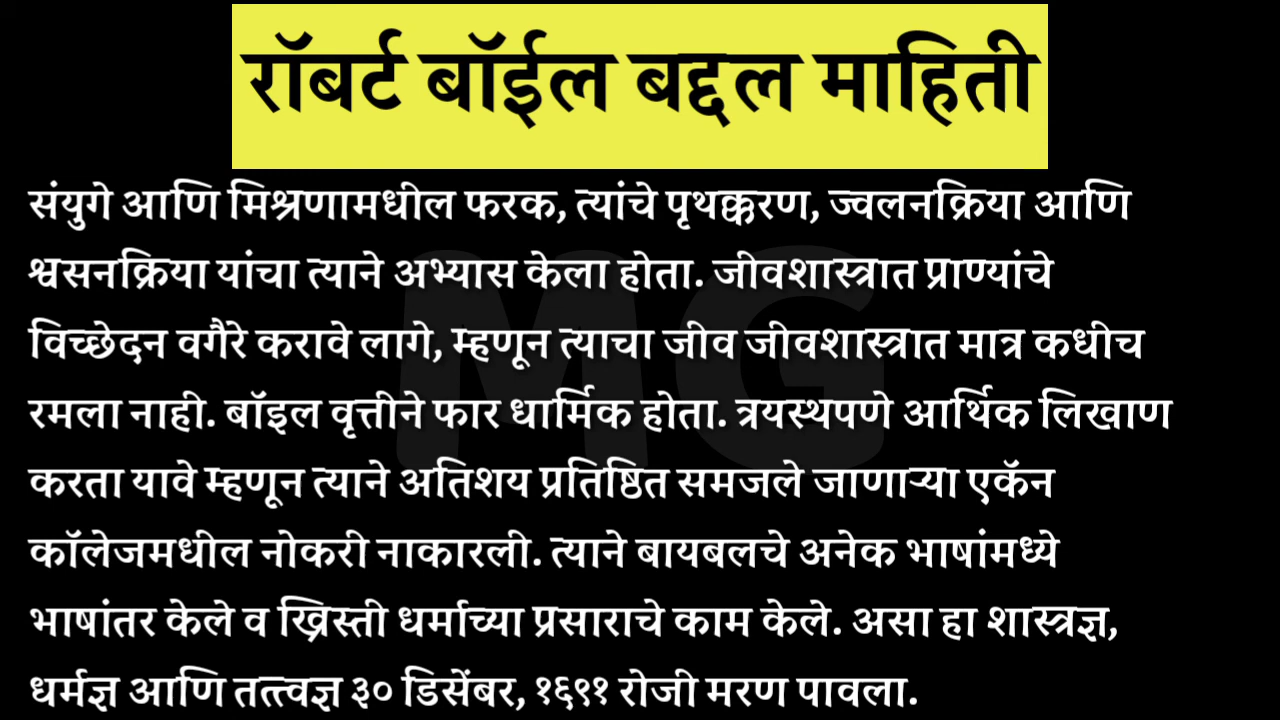 रॉबर्ट बॉईल बद्दल माहिती
संयुगे आणि मिश्रणामधील फरक, त्यांचे पृथक्करण, ज्वलनक्रिया आणि
श्वसनक्रिया यांचा त्याने अभ्यास केला होता. जीवशास्त्रात प्राण्यांचे
विच्छेदन वगैरे करावे लागे, म्हणून त्याचा जीव जीवशास्त्रात मात्र कधीच
रमला नाही. बॉइल वृत्तीने फार धार्मिक होता. त्रयस्थपणे आर्थिक लिखाण
करता यावे म्हणून त्याने अतिशय प्रतिष्ठित समजले जाणाऱ्या एकॅन
कॉलेजमधील नोकरी नाकारली. त्याने बायबलचे अनेक भाषांमध्ये
भाषांतर केले व ख्रिस्ती धर्माच्या प्रसाराचे काम केले. असा हा शास्त्रज्ञ,
धर्मज्ञ आणि तत्त्वज्ञ ३० डिसेंबर, १६९१ रोजी मरण पावला.
MG